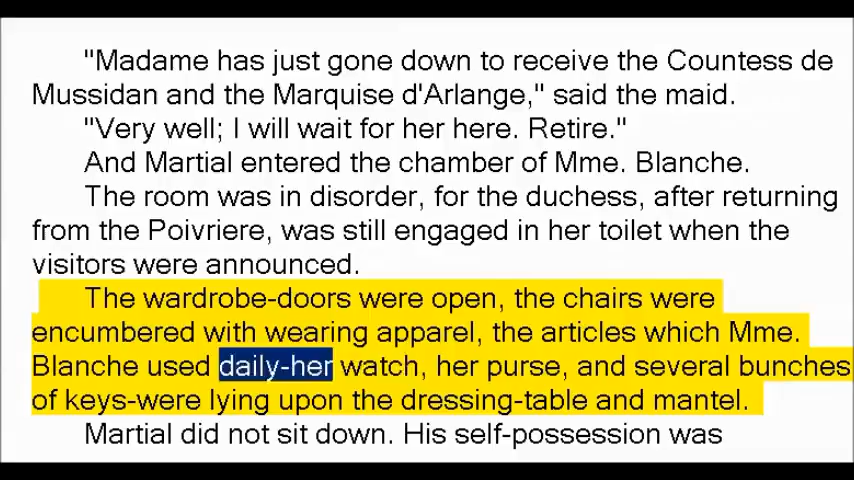 "Madame has just gone down to receive the Countess de
Mussidan and the Marquise d'Arlange," said the maid.
"Very well; I will wait for her here. Retire."
And Martial entered the chamber of Mme. Blanche.
The room was in disorder, for the duchess, after returning
from the Poivriere, was still engaged in her toilet when the
visitors were announced.
The wardrobe-doors were open, the chairs were
encumbered with wearing apparel, the articles which Mme.
Blanche used daily-her watch, her purse, and several bunches
of keys-were lying upon the dressing-table and mantel.
Martial did not sit down. His self-possession was